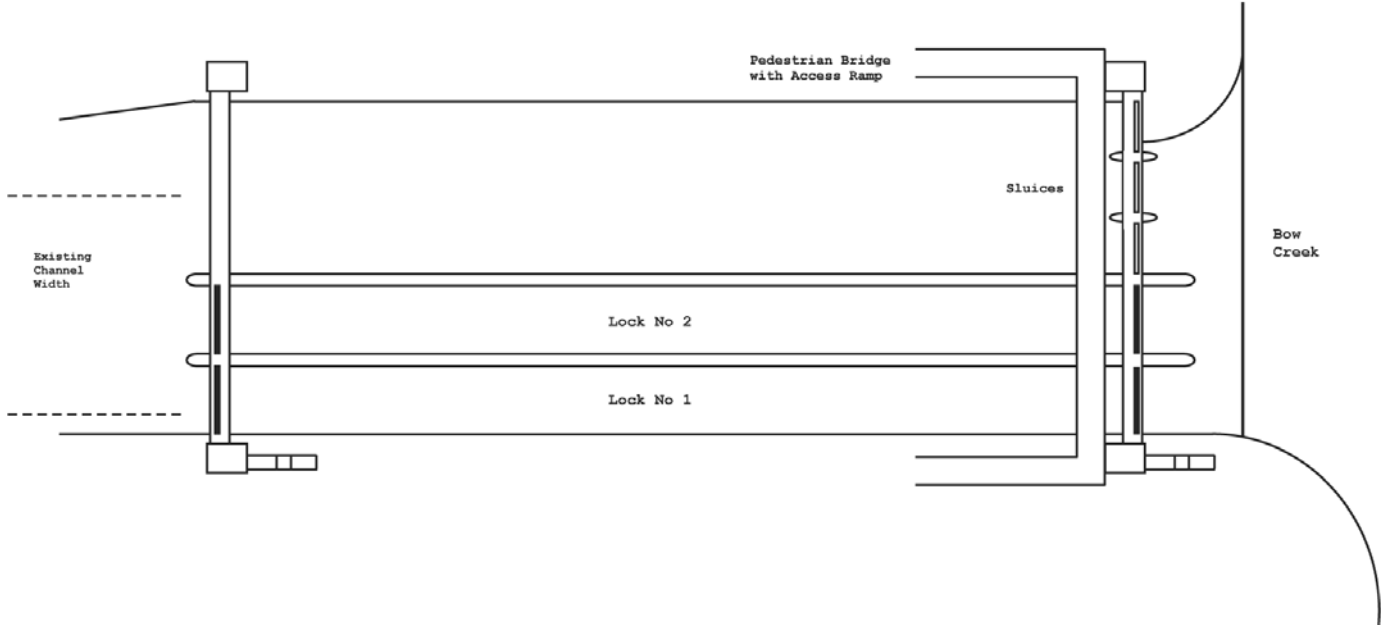 Pedestrian Bridge
with Access Ramp
Sluices
Existing
Channel
Width
Bow
Creek
Lock No 2
Lock No 1